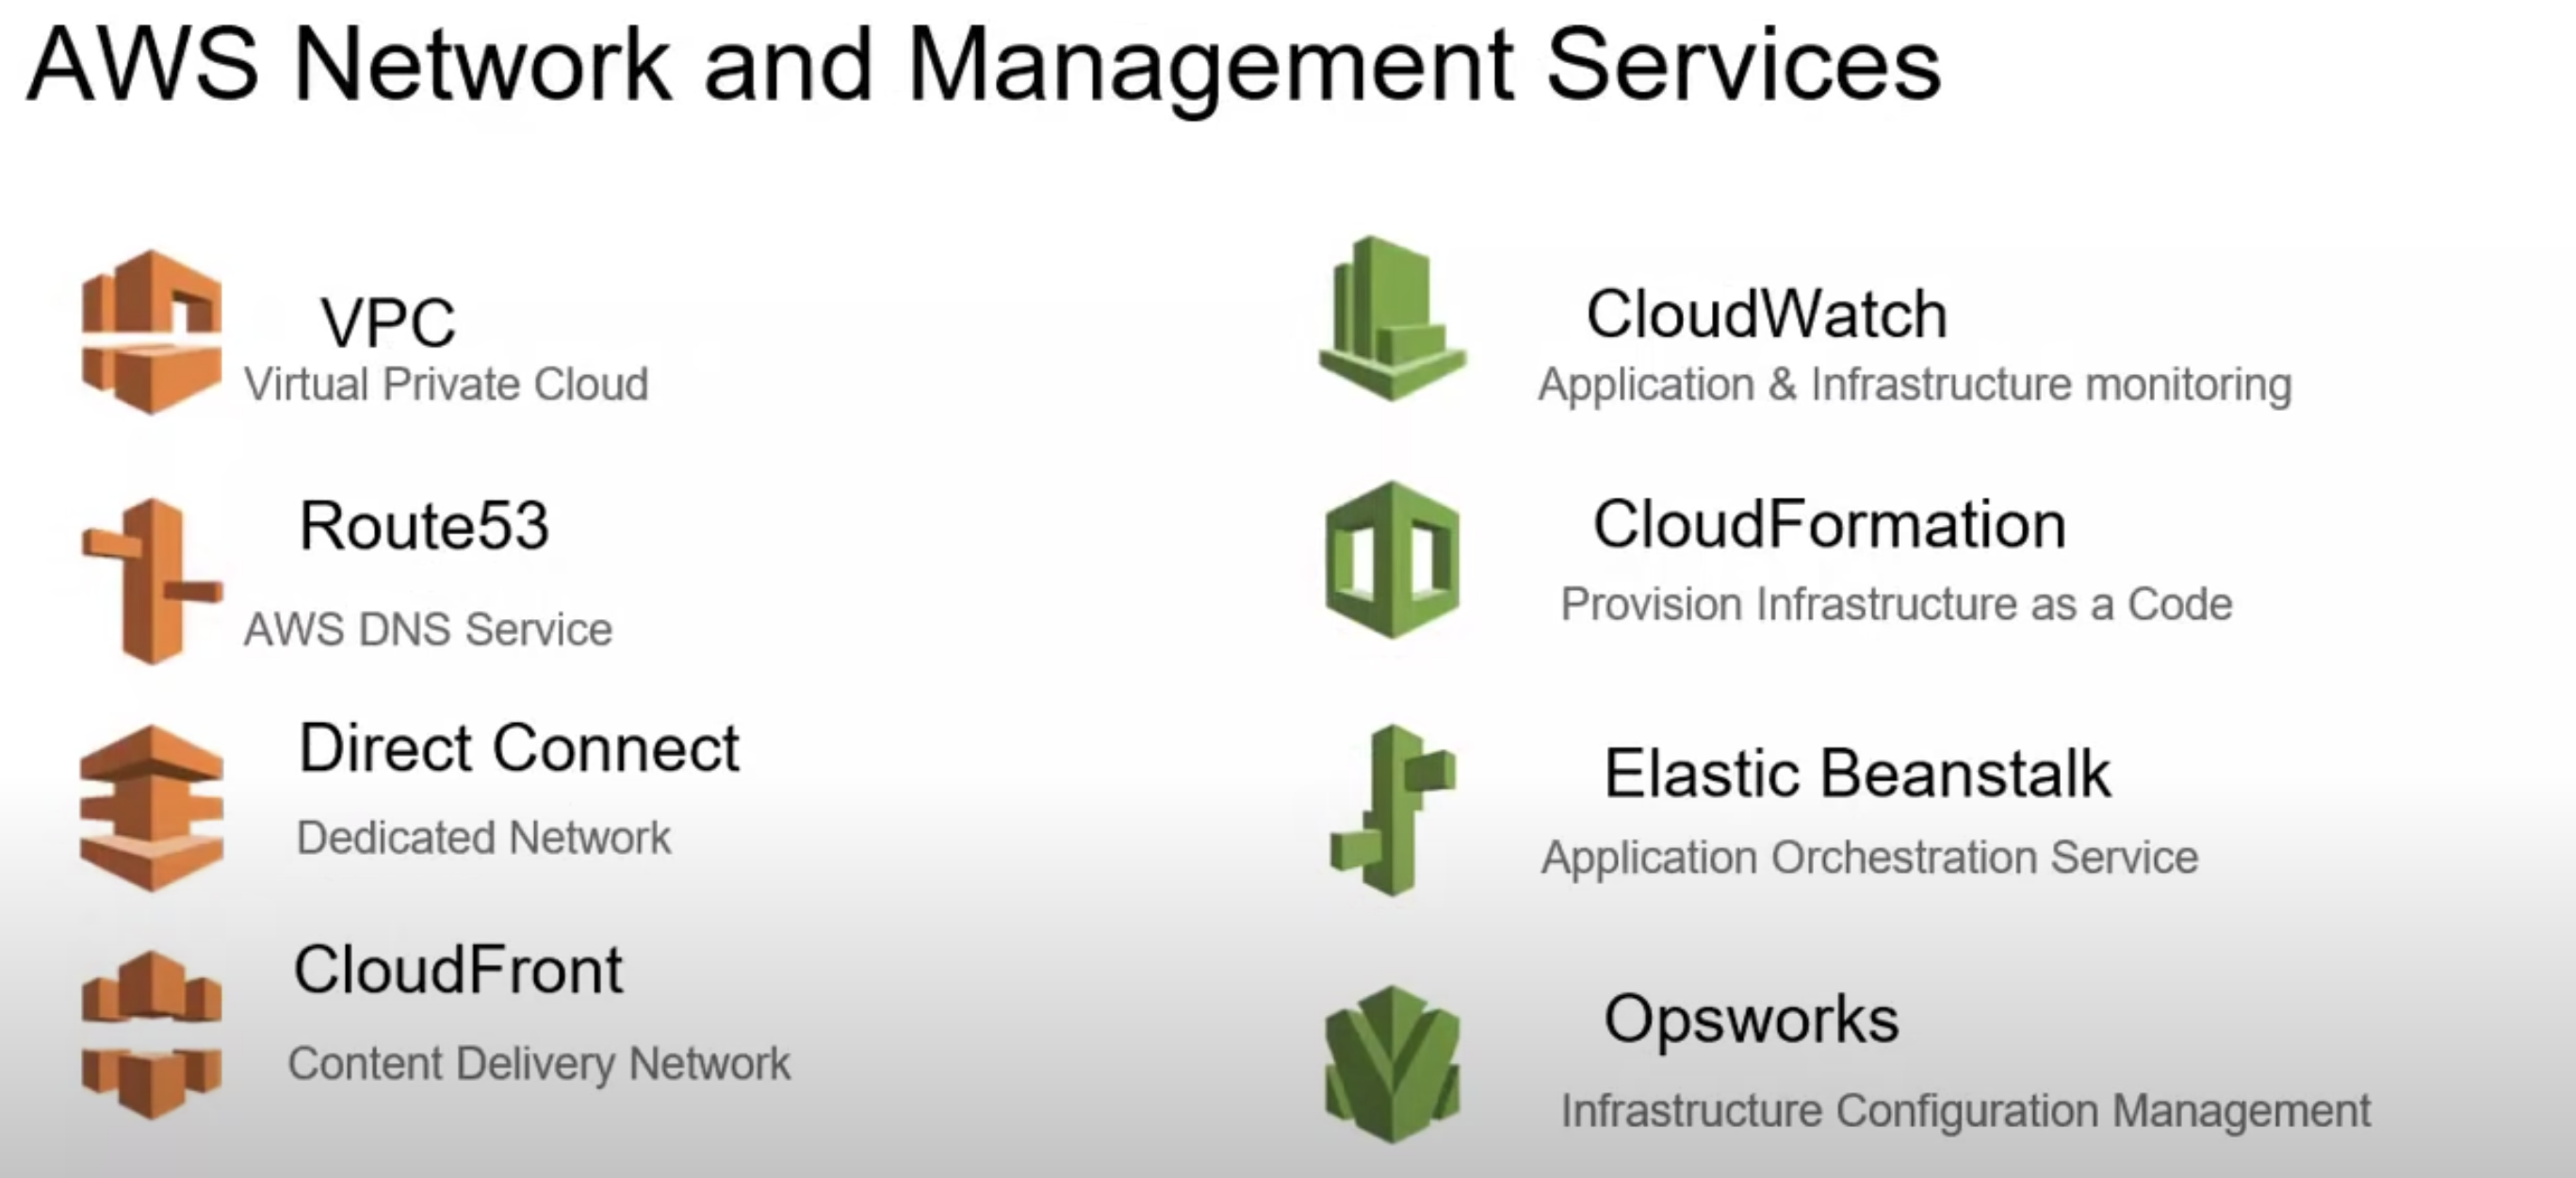 AWS Network and Management Services
VPC
Virtual Private Cloud
Route53
AWS DNS Service
Direct Connect
Dedicated Network
CloudFront
Content Delivery Network
CloudWatch
Application & Infrastructure monitoring
CloudFormation
Provision Infrastructure as a Code
Elastic Beanstalk
Application Orchestration Service
Opsworks
Infrastructure Configuration Management